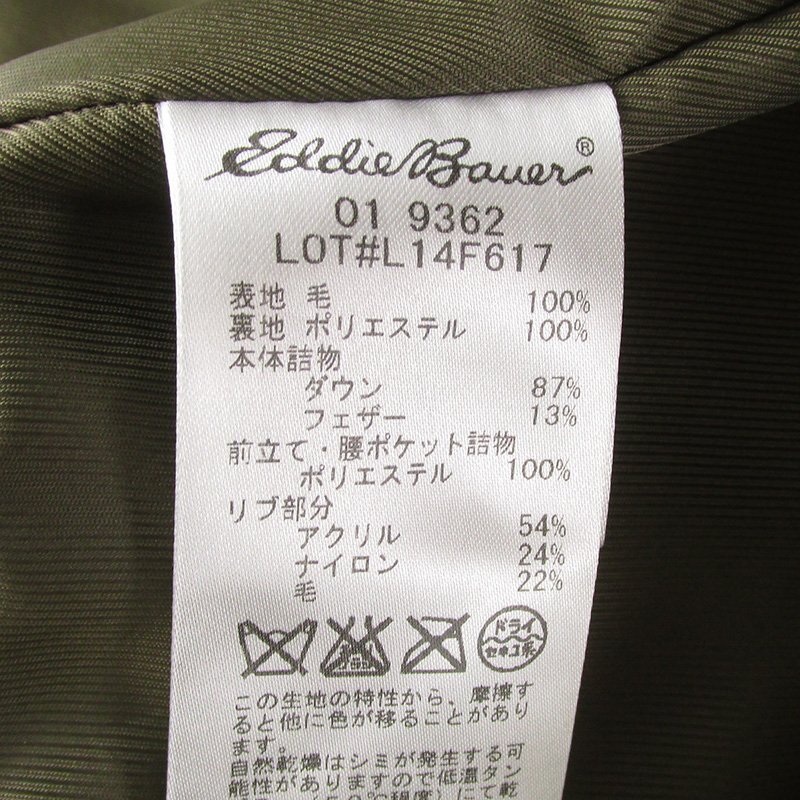 Eddie Bauer®
01 9362
LOT#L14F617
表地 毛 100%
裏地 ポリエステル 100%
本体詰物
ダウン 87%
フェザー 13%
前立て・腰ポケット詰物
ポリエステル 100%
リブ部分
アクリル 54%
ナイロン 24%
毛 22%
ドライ
セキユ系
この生地の特性から、摩擦す
ると他に色が移ることがあり
ます。
自然乾燥はシミが発生する可
能性がありますので低温タン